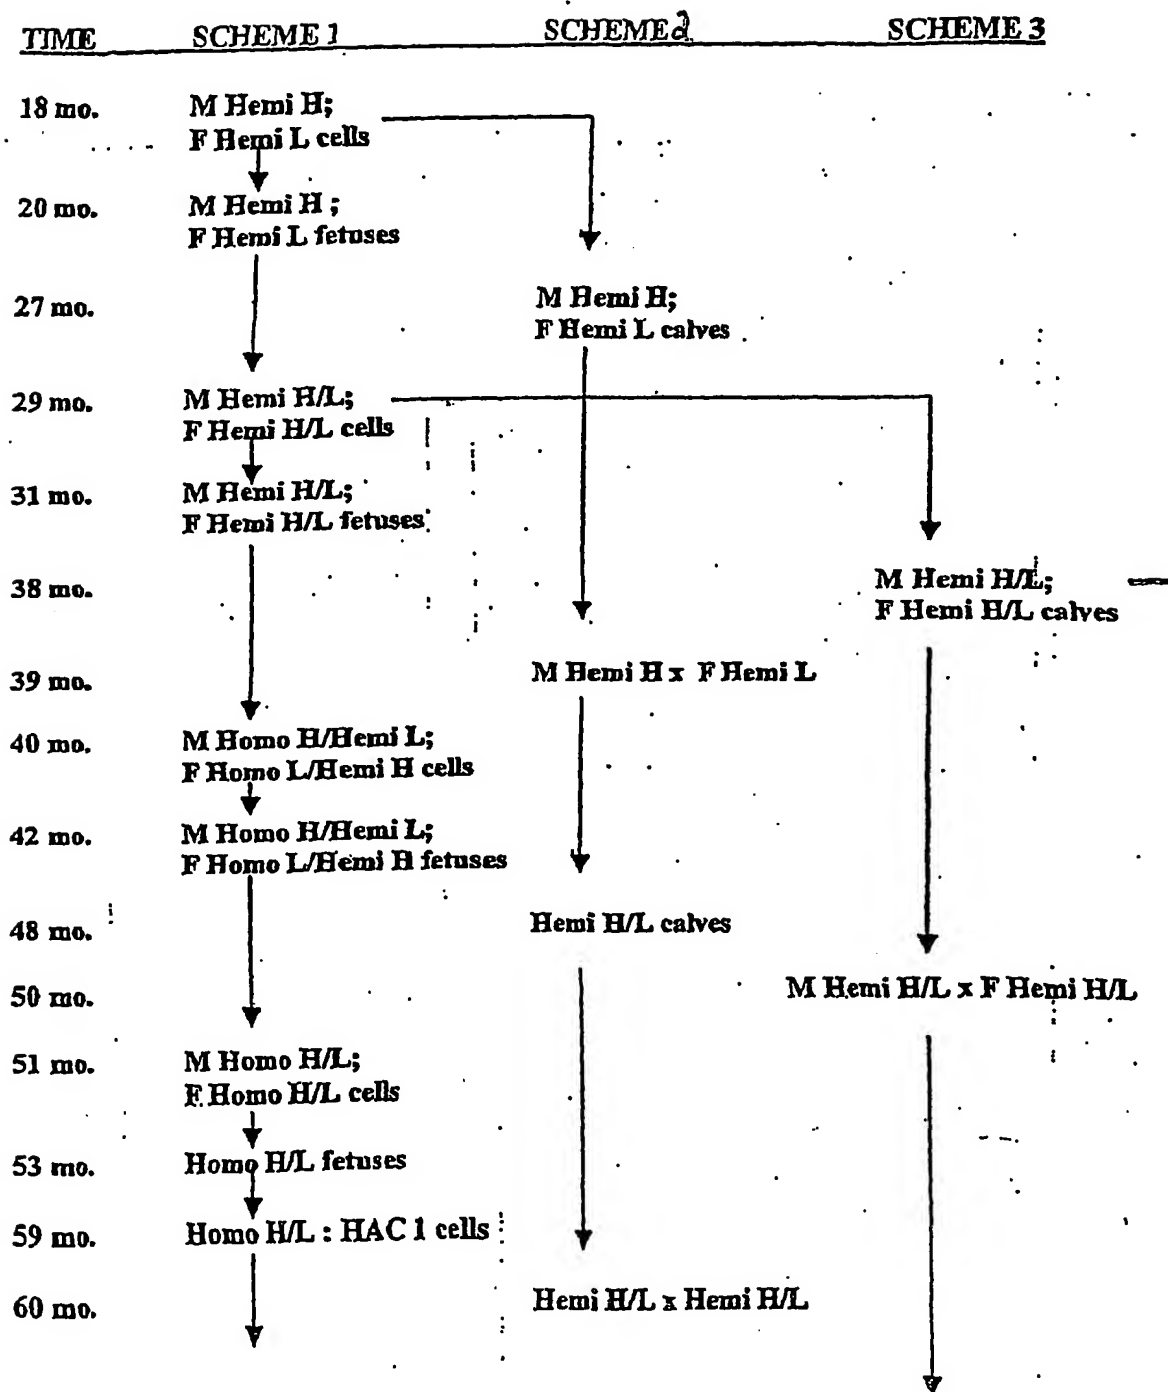 TIME SCHEME 1 SCHEME 2 SCHEME 3
18 mo. M Hemi H;
F Hemi L cells
20 mo. M Hemi H ;
F Hemi L fetuses
27 mo. M Hemi H;
F Hemi L calves
29 mo. M Hemi H/L;
F Hemi H/L cells
31 mo. M Hemi H/L;
F Hemi H/L fetuses
38 mo. M Hemi H/L;
F Hemi H/L calves
39 mo. M Hemi H x F Hemi L
40 mo. M Homo H/Hemi L;
F Homo L/Hemi H cells
42 mo. M Homo H/Hemi L;
F Homo L/Hemi H fetuses
48 mo. Hemi H/L calves
50 mo. M Hemi H/L x F Hemi H/L
51 mo. M Homo H/L;
F Homo H/L cells
53 mo. Homo H/L fetuses
59 mo. Homo H/L : HAC 1 cells
60 mo. Hemi H/L x Hemi H/L